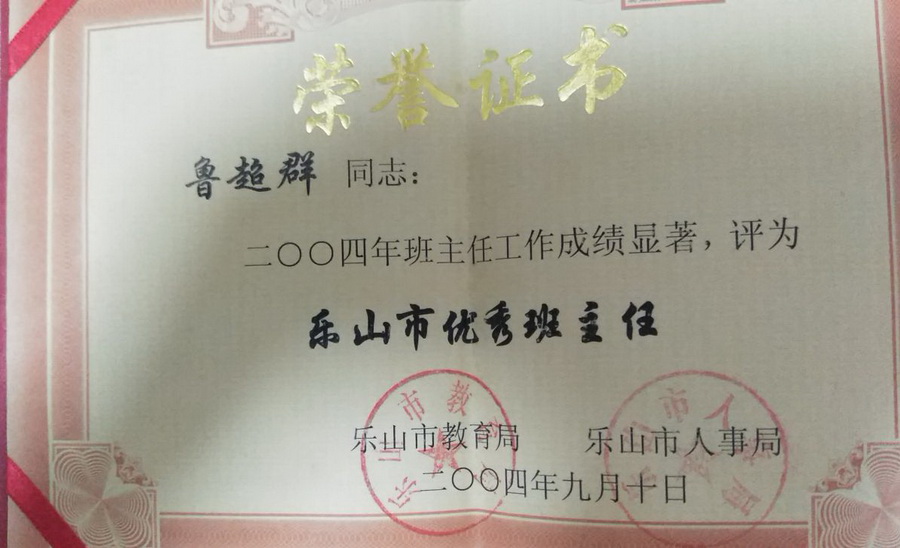 荣誉证书
鲁超群 同志：
二〇〇四年班主任工作成绩显著，评为
乐山市优秀班主任
乐山市教育局 乐山市人事局
二〇〇四年九月十日